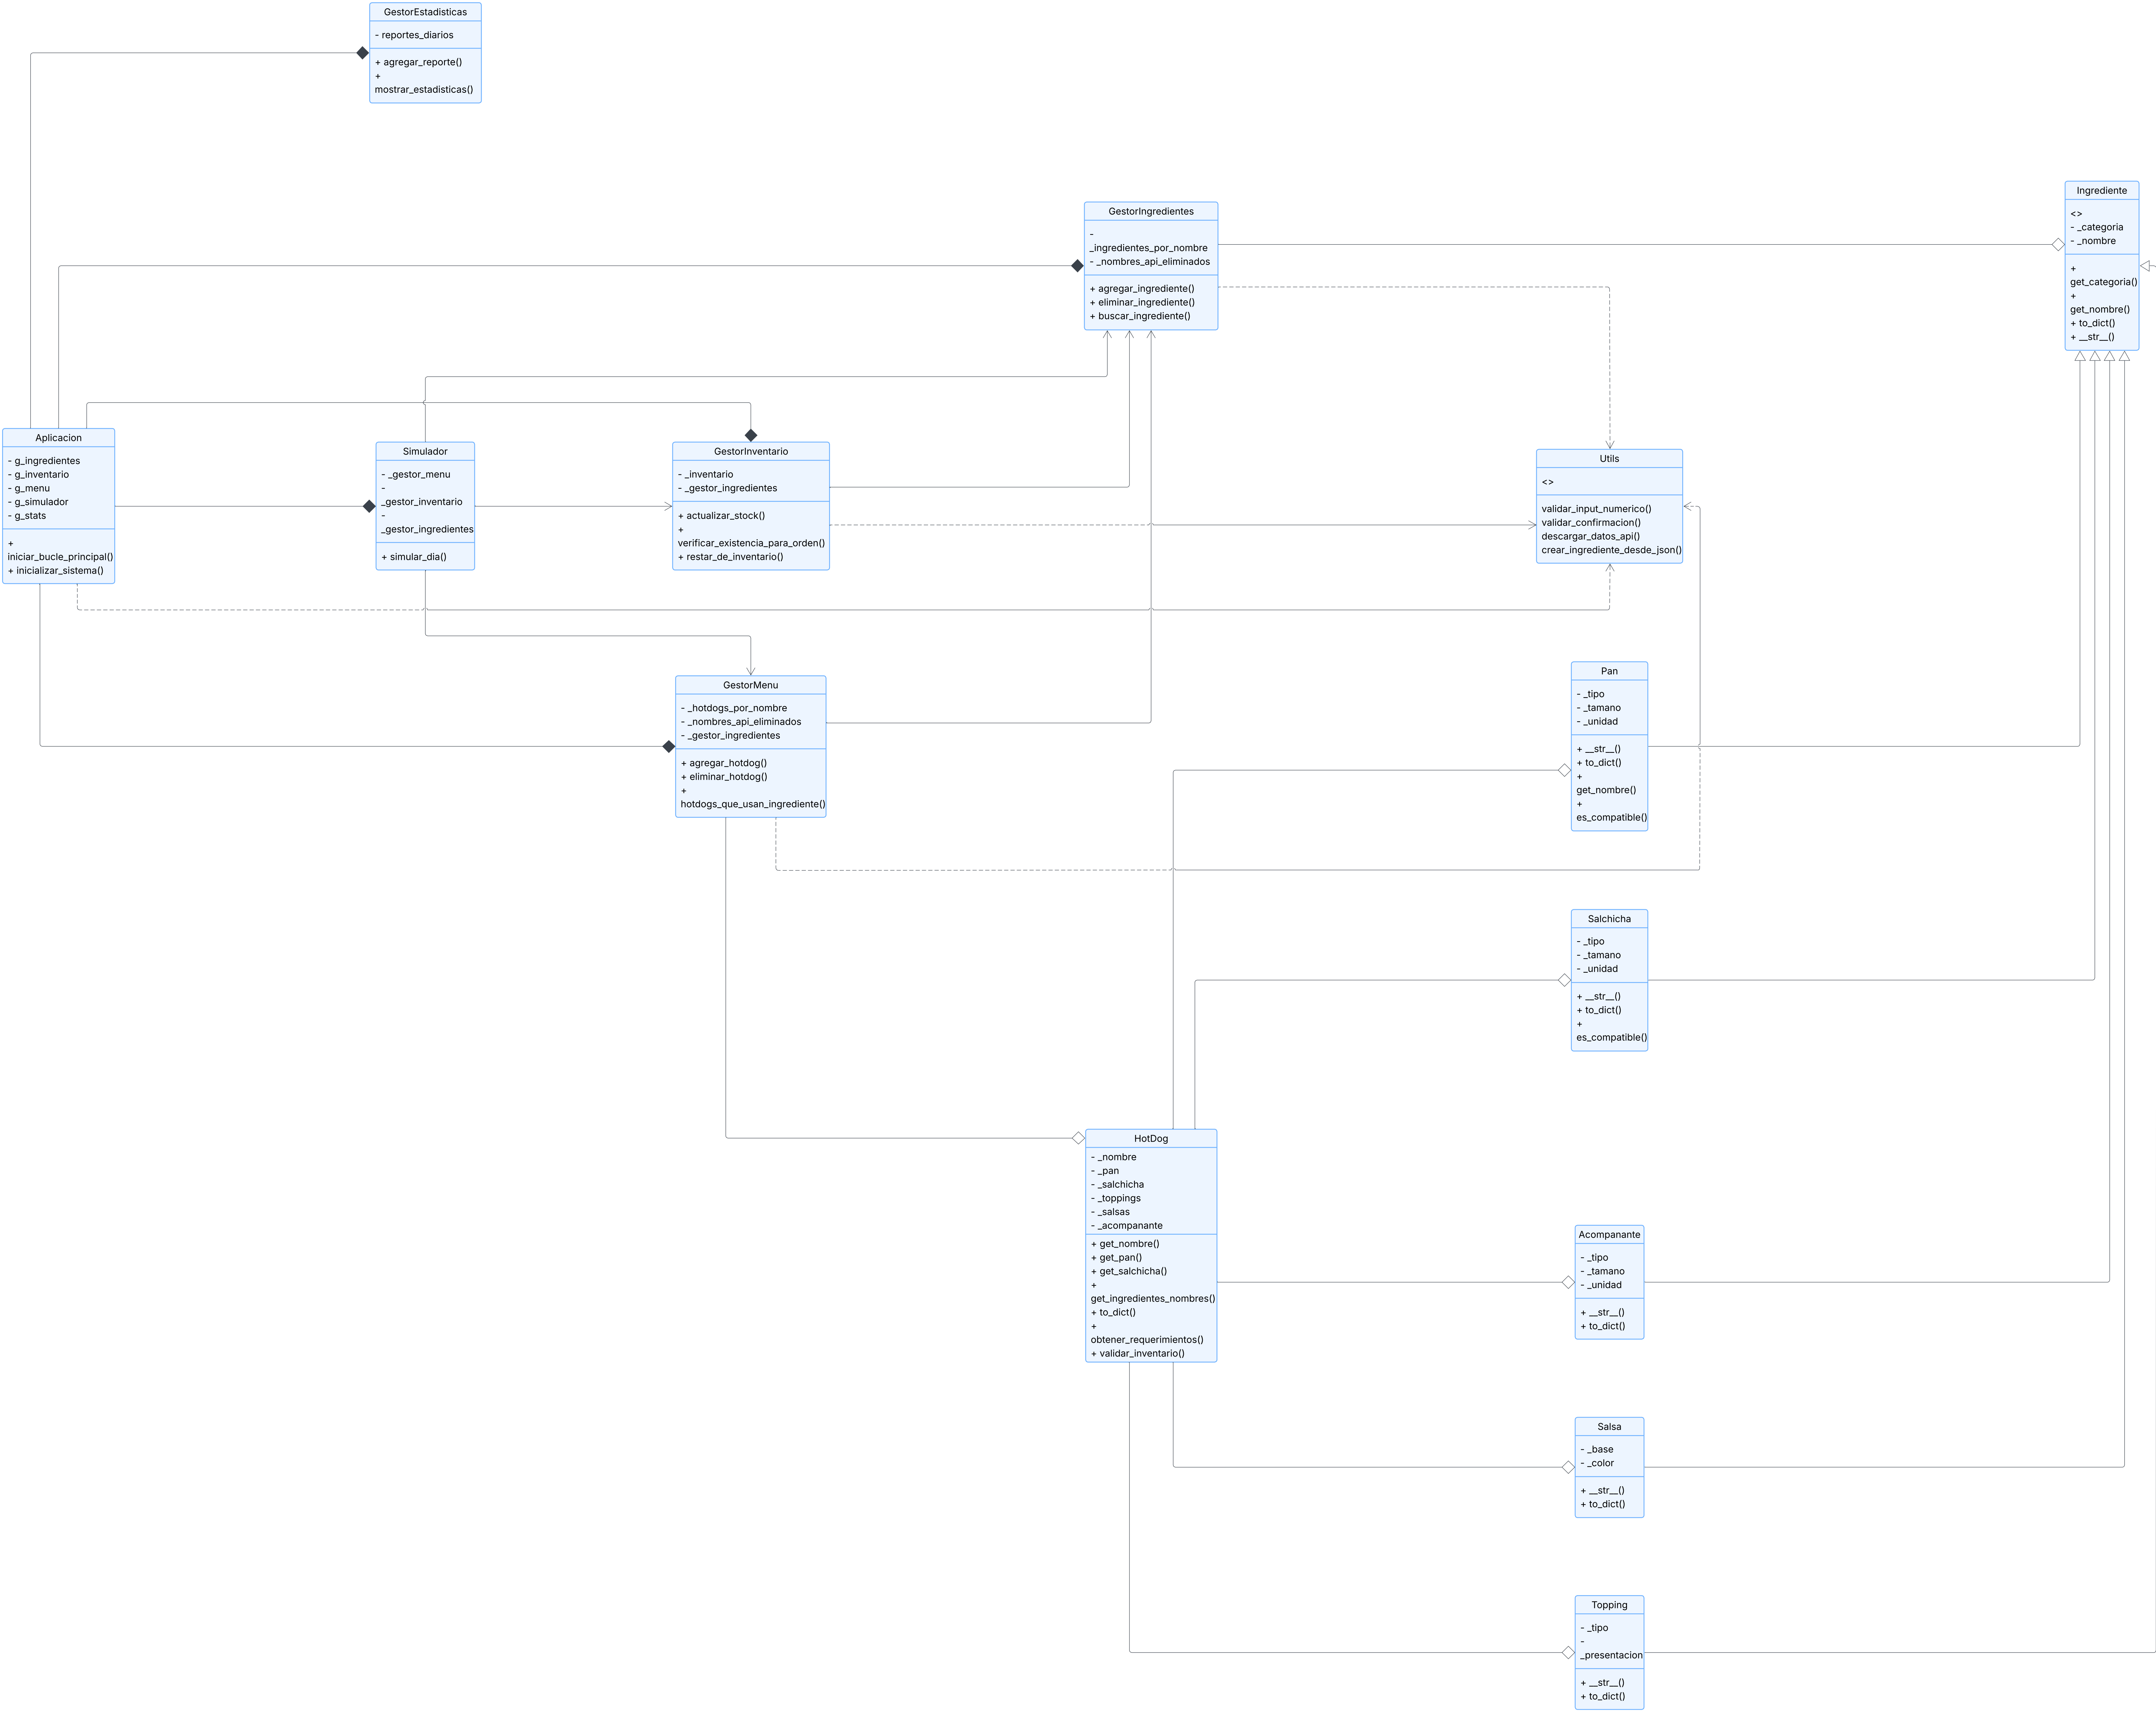 GestorEstadisticas
- reportes_diarios
+ agregar_reporte()
+
mostrar_estadisticas()
Ingrediente
<>
- _categoria
- _nombre
+
get_categoria()
+
get_nombre()
+ to_dict()
+ __str__()
GestorIngredientes
-
_ingredientes_por_nombre
- _nombres_api_eliminados
+ agregar_ingrediente()
+ eliminar_ingrediente()
+ buscar_ingrediente()
Aplicacion
- g_ingredientes
- g_inventario
- g_menu
- g_simulador
- g_stats
+
iniciar_bucle_principal()
+ inicializar_sistema()
Simulador
- _gestor_menu
-
_gestor_inventario
-
_gestor_ingredientes
+ simular_dia()
GestorInventario
- _inventario
- _gestor_ingredientes
+ actualizar_stock()
+
verificar_existencia_para_orden()
+ restar_de_inventario()
Utils
<>
validar_input_numerico()
validar_confirmacion()
descargar_datos_api()
crear_ingrediente_desde_json()
GestorMenu
- _hotdogs_por_nombre
- _nombres_api_eliminados
- _gestor_ingredientes
+ agregar_hotdog()
+ eliminar_hotdog()
+
hotdogs_que_usan_ingrediente()
Pan
- _tipo
- _tamano
- _unidad
+ __str__()
+ to_dict()
+
get_nombre()
+
es_compatible()
Salchicha
- _tipo
- _tamano
- _unidad
+ __str__()
+ to_dict()
+
es_compatible()
HotDog
- _nombre
- _pan
- _salchicha
- _toppings
- _salsas
- _acompanante
+ get_nombre()
+ get_pan()
+ get_salchicha()
+
get_ingredientes_nombres()
+ to_dict()
+
obtener_requerimientos()
+ validar_inventario()
Acompanante
- _tipo
- _tamano
- _unidad
+ __str__()
+ to_dict()
Salsa
- _base
- _color
+ __str__()
+ to_dict()
Topping
- _tipo
-
_presentacion
+ __str__()
+ to_dict()